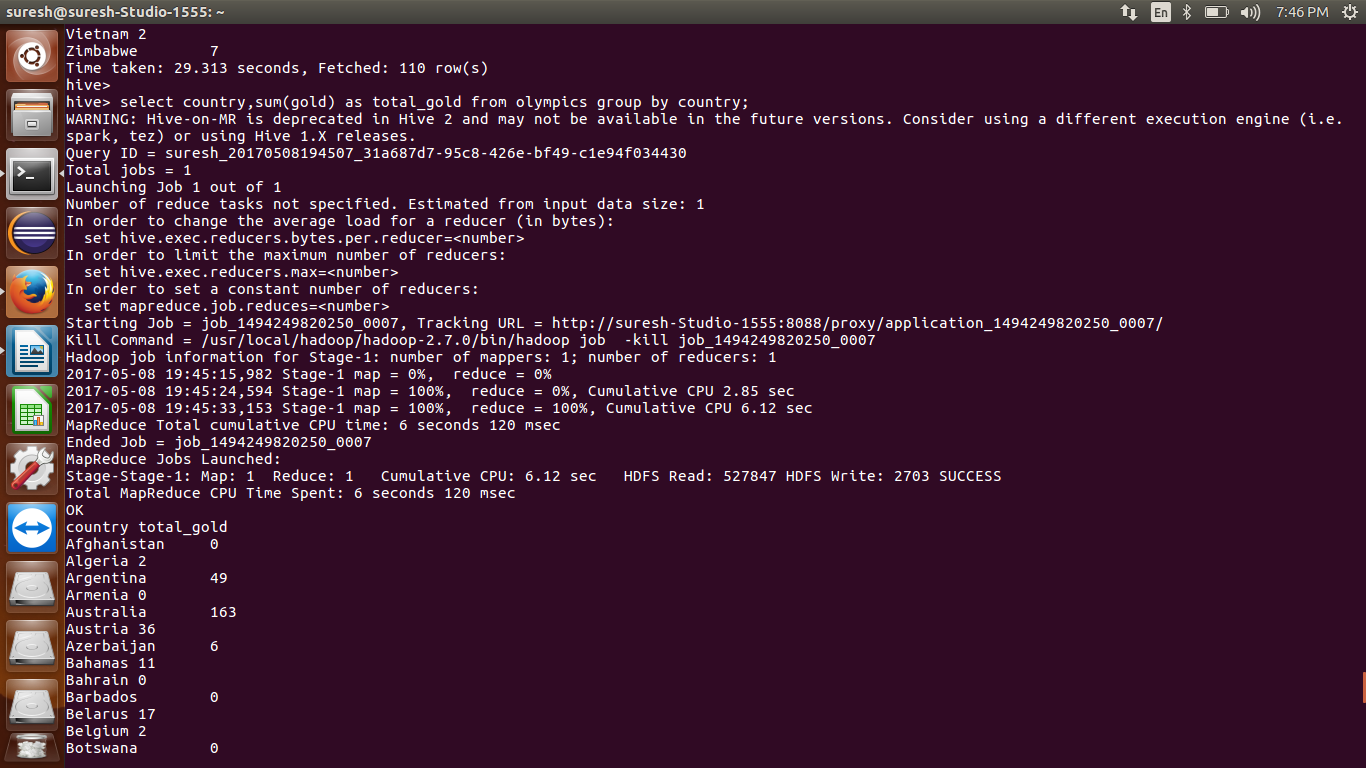 suresh@suresh-Studio-1555: ~
En
7:46 PM
Vietnam 2
Zimbabwe 7
Time taken: 29.313 seconds, Fetched: 110 row(s)
hive>
hive> select country,sum(gold) as total_gold from olympics group by country;
WARNING: Hive-on-MR is deprecated in Hive 2 and may not be available in the future versions. Consider using a different execution engine (i.e.
spark, tez) or using Hive 1.X releases.
Query ID = suresh_20170508194507_31a687d7-95c8-426e-bf49-c1e94f034430
Total jobs = 1
Launching Job 1 out of 1
Number of reduce tasks not specified. Estimated from input data size: 1
In order to change the average load for a reducer (in bytes):
  set hive.exec.reducers.bytes.per.reducer=<number>
In order to limit the maximum number of reducers:
  set hive.exec.reducers.max=<number>
In order to set a constant number of reducers:
  set mapreduce.job.reduces=<number>
Starting Job = job_1494249820250_0007, Tracking URL = http://suresh-Studio-1555:8088/proxy/application_1494249820250_0007/
Kill Command = /usr/local/hadoop/hadoop-2.7.0/bin/hadoop job  -kill job_1494249820250_0007
Hadoop job information for Stage-1: number of mappers: 1; number of reducers: 1
2017-05-08 19:45:15,982 Stage-1 map = 0%,  reduce = 0%
2017-05-08 19:45:24,594 Stage-1 map = 100%,  reduce = 0%, Cumulative CPU 2.85 sec
2017-05-08 19:45:33,153 Stage-1 map = 100%,  reduce = 100%, Cumulative CPU 6.12 sec
MapReduce Total cumulative CPU time: 6 seconds 120 msec
Ended Job = job_1494249820250_0007
MapReduce Jobs Launched:
Stage-Stage-1: Map: 1  Reduce: 1   Cumulative CPU: 6.12 sec   HDFS Read: 527847 HDFS Write: 2703 SUCCESS
Total MapReduce CPU Time Spent: 6 seconds 120 msec
OK
country total_gold
Afghanistan 0
Algeria 2
Argentina 49
Armenia 0
Australia 163
Austria 36
Azerbaijan 6
Bahamas 11
Bahrain 0
Barbados 0
Belarus 17
Belgium 2
Botswana 0